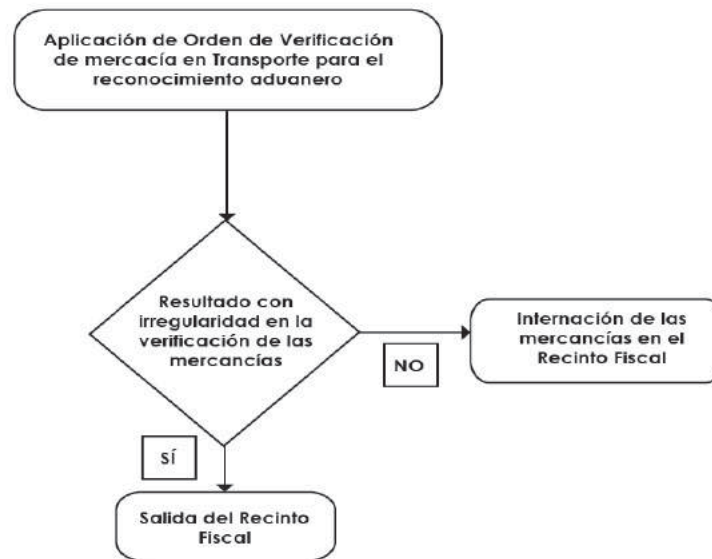 Aplicación de Orden de Verificación
de mercacía en Transporte para el
reconocimiento aduanero
Resultado con
irregularidad en la
verificación de las
mercancías
NO
Internación de las
mercancías en el
Recinto Fiscal
SÍ
Salida del Recinto
Fiscal